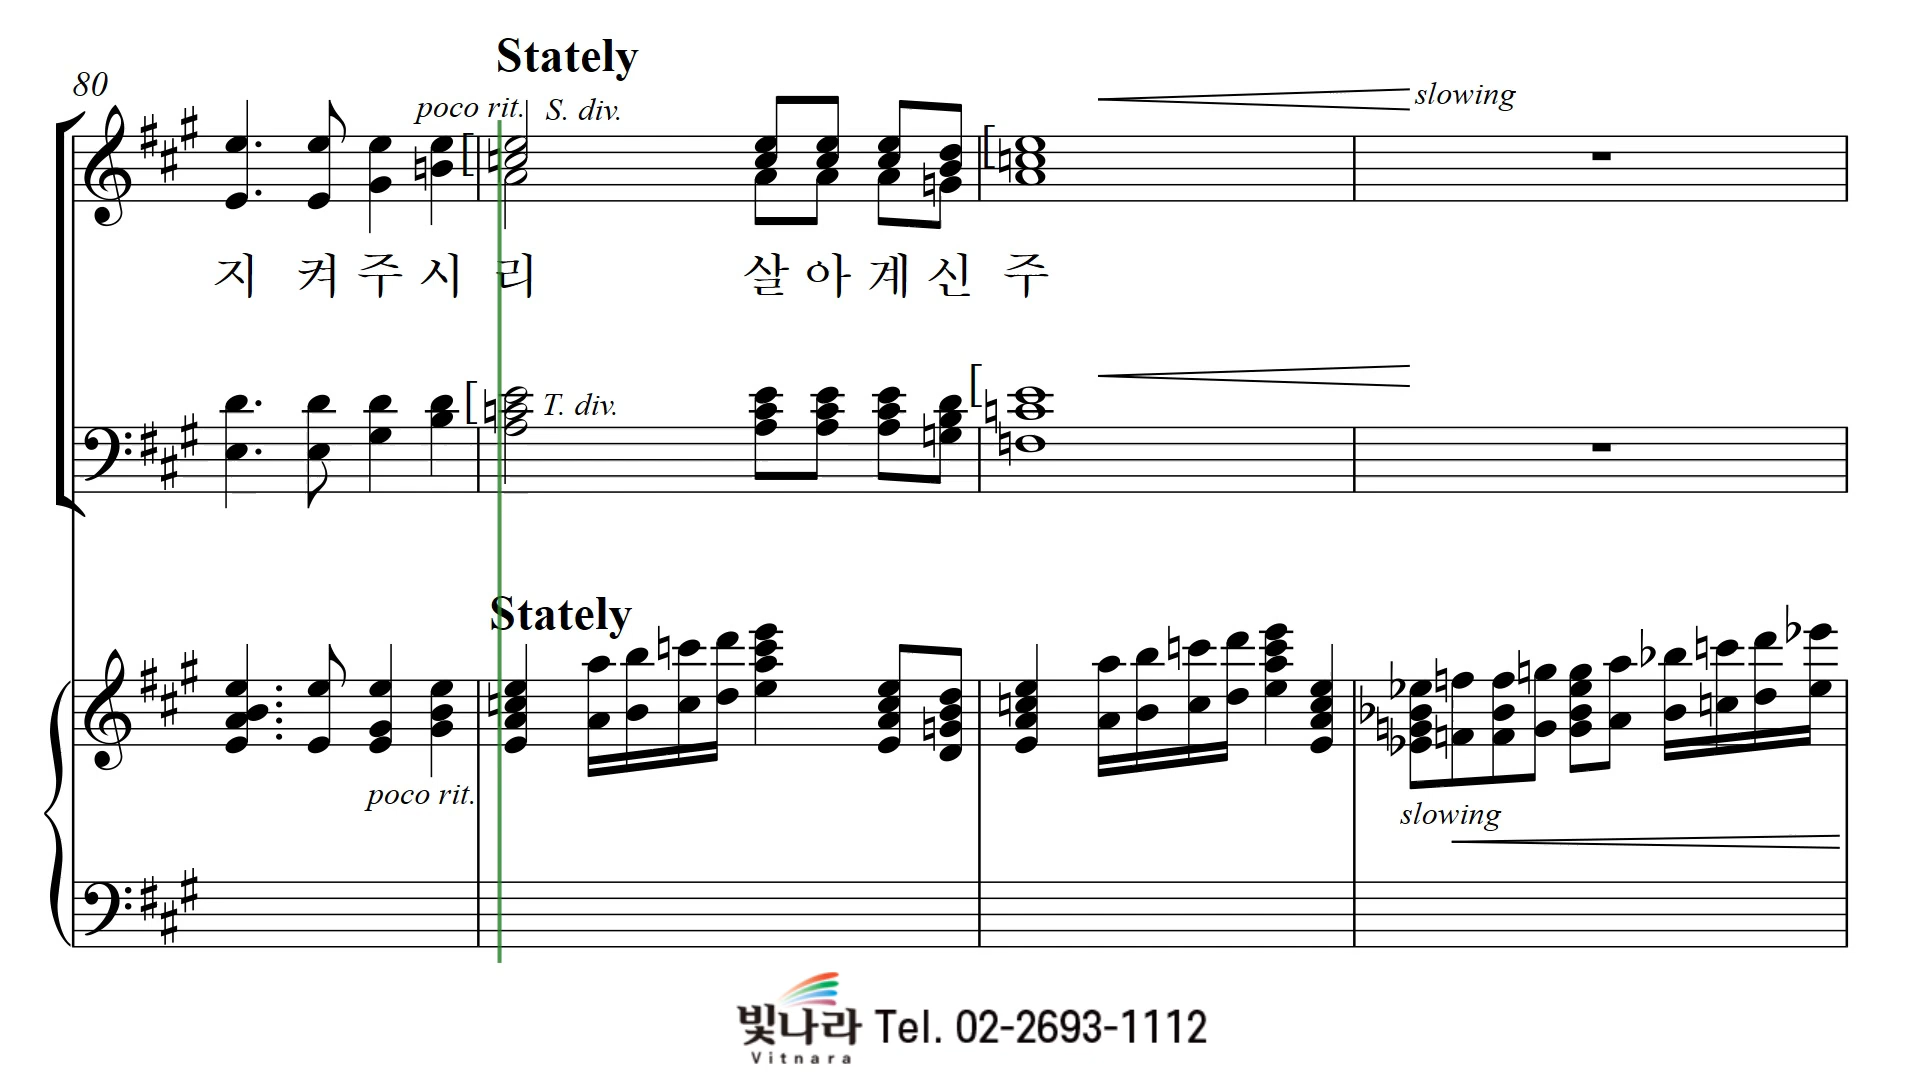 Stately
80
poco rit. S. div.
slowing
지 켜 주 시 리 살 아 계 신 주
T. div.
Stately
poco rit.
slowing
빛나라 Tel. 02-2693-1112
Vitnara